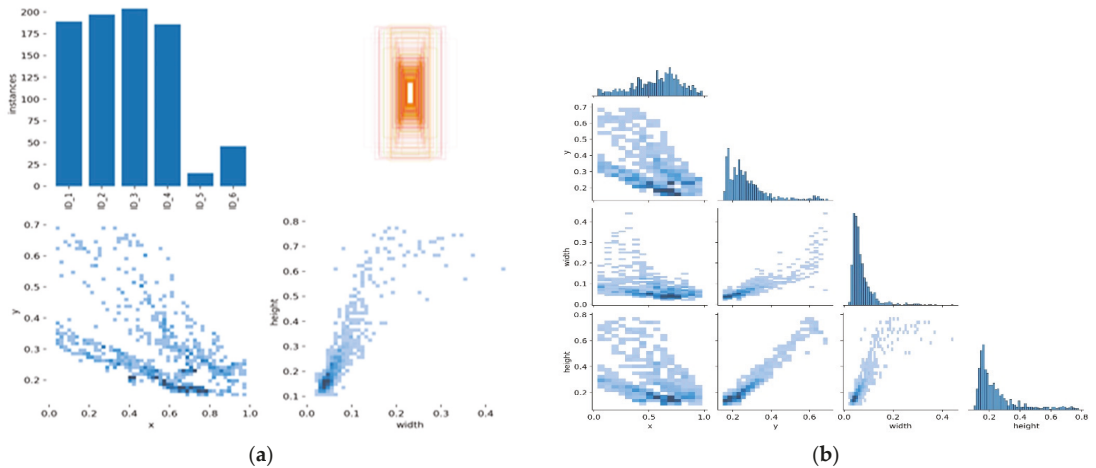 200
175
150
125
100
75
50
25
0
instances
ID_1 ID_2 ID_3 ID_4 ID_5 ID_6
0.7
0.6
0.5
0.4
0.3
0.2
y
0.0 0.2 0.4 0.6 0.8 1.0
x
0.8
0.7
0.6
0.5
0.4
0.3
0.2
0.1
height
0.0 0.1 0.2 0.3 0.4
width
(a)
0.7
0.6
0.5
0.4
0.3
0.2
y
0.4
0.3
0.2
0.1
0.0
width
0.8
0.6
0.4
0.2
height
0.0 0.5 1.0
x
0.2 0.4 0.6
y
0.0 0.2 0.4
width
0.2 0.4 0.6 0.8
height
(b)